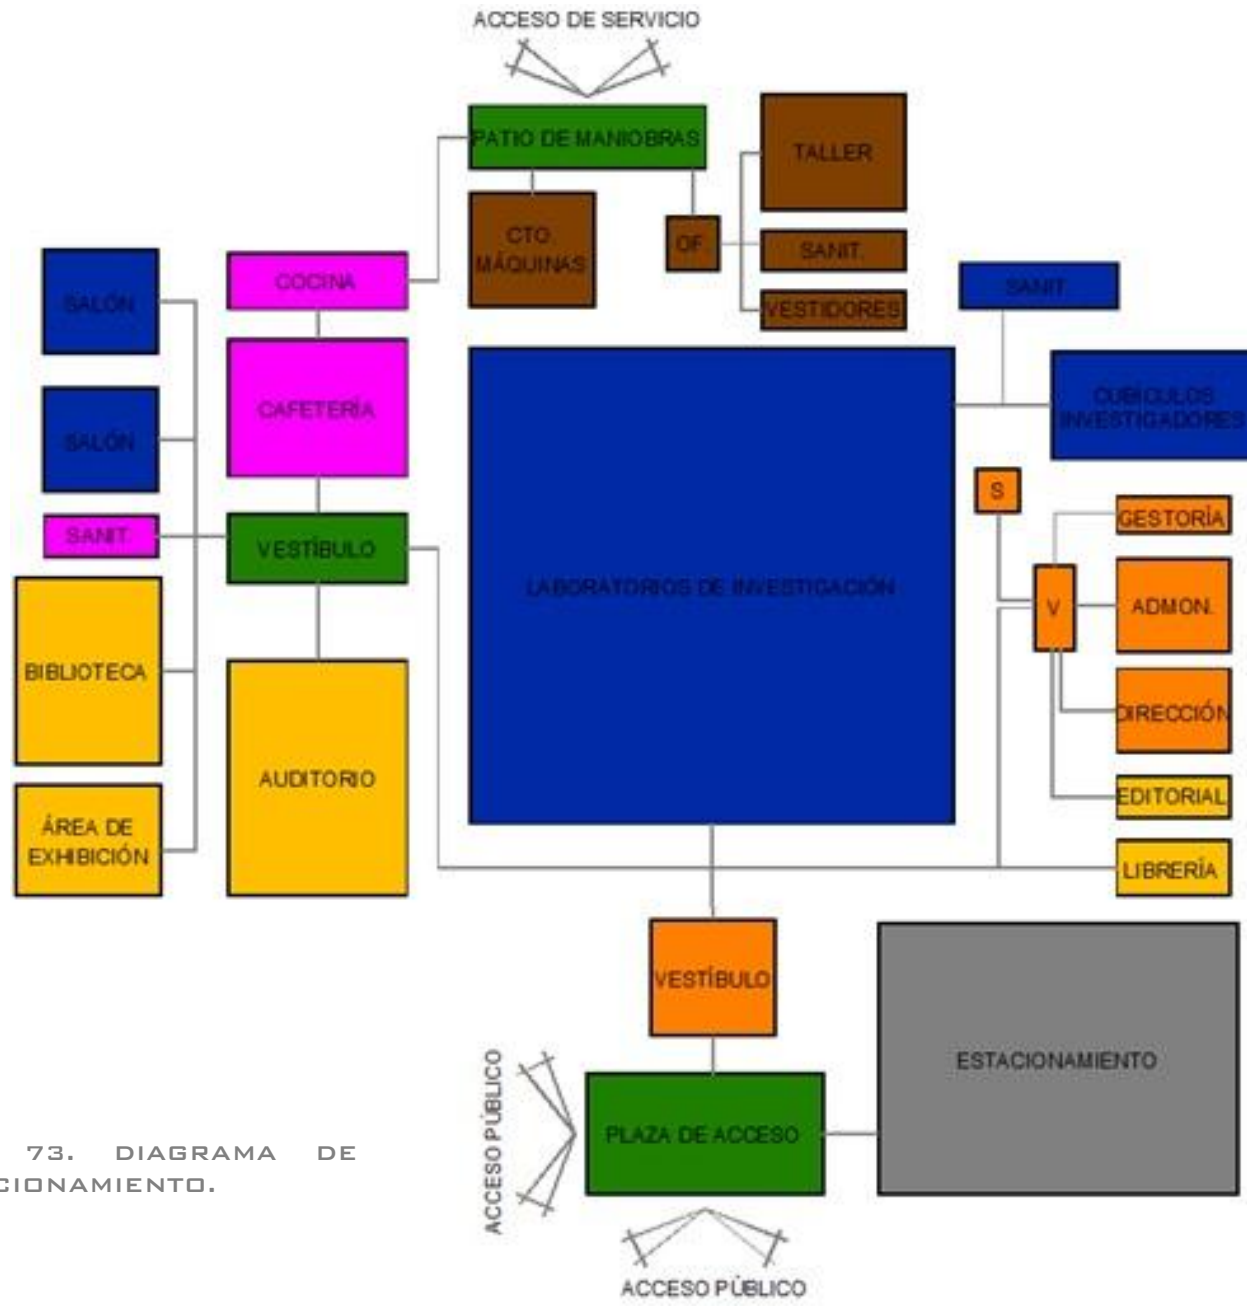 ACCESO DE SERVICIO
PATIO DE MANIOBRAS
TALLER
CTO.
MÁQUINAS
OF.
SANIT.
VESTIDORES
SALÓN
COCINA
SANIT.
CAFETERÍA
CUBÍCULOS
INVESTIGADORES
SALÓN
S
GESTORÍA
SANIT.
VESTÍBULO
LABORATORIOS DE INVESTIGACIÓN
V
ADMON.
BIBLIOTECA
DIRECCIÓN
AUDITORIO
EDITORIAL
ÁREA DE
EXHIBICIÓN
LIBRERÍA
VESTÍBULO
ESTACIONAMIENTO
ACCESO PÚBLICO
PLAZA DE ACCESO
73. DIAGRAMA DE
CIONAMIENTO.
ACCESO PÚBLICO